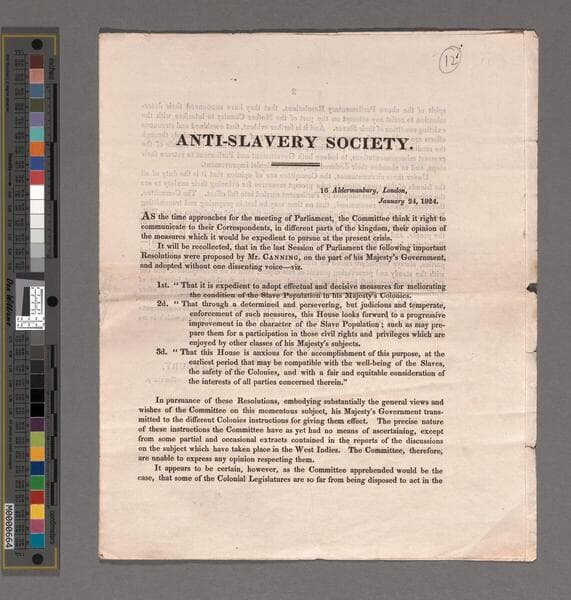 12
ANTI-SLAVERY SOCIETY.
Aldermanbury, London,
January 24, 1824.
AS the time approaches for the meeting of Parliament, the Committee think it right to
communicate to their Correspondents, in different parts of the kingdom, their opinion of
the measures which it would be expedient to pursue at the present crisis.
It will be recollected, that in the last Session of Parliament the following important
Resolutions were proposed by Mr. CANNING, on the part of his Majesty's Government,
and adopted without one dissenting voice—viz.
1st. "That it is expedient to adopt effectual and decisive measures for meliorating
the condition of the Slave Population in his Majesty's Colonies.
2d. "That through a determined and persevering, but judicious and temperate,
enforcement of such measures, this House looks forward to a progressive
improvement in the character of the Slave Population; such as may pre-
pare them for a participation in those civil rights and privileges which are
enjoyed by other classes of his Majesty's subjects.
3d. "That this House is anxious for the accomplishment of this purpose, at the
earliest period that may be compatible with the well-being of the Slaves,
the safety of the Colonies, and with a fair and equitable consideration of
the interests of all parties concerned therein."
In pursuance of these Resolutions, embodying substantially the general views and
wishes of the Committee on this momentous subject, his Majesty's Government trans-
mitted to the different Colonies instructions for giving them effect. The precise nature
of these instructions the Committee have as yet had no means of ascertaining, except
from some partial and occasional extracts contained in the reports of the discussions
on the subject which have taken place in the West Indies. The Committee, therefore,
are unable to express any opinion respecting them.
It appears to be certain, however, as the Committee apprehended would be the
case, that some of the Colonial Legislatures are so far from being disposed to act in the
inches
centimeters
Don Williams
M0000664